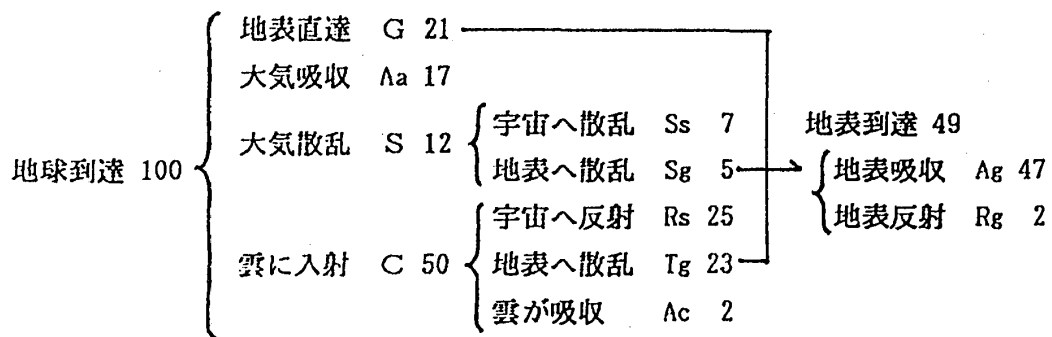 地表直達 G 21
大気吸収 Aa 17
宇宙へ散乱 Ss 7
地表到達 49
大気散乱 S 12
地球到達 100
地表へ散乱 Sg 5
地表吸収 Ag 47
宇宙へ反射 Rs 25
地表反射 Rg 2
雲に入射 C 50
地表へ散乱 Tg 23
雲が吸収 Ac 2